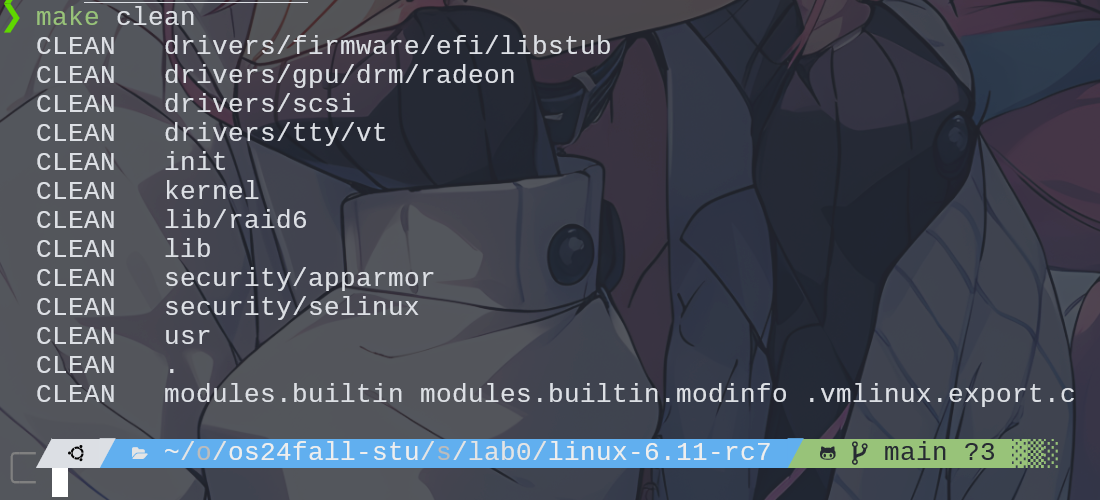 ❯ make clean
CLEAN drivers/firmware/efi/libstub
CLEAN drivers/gpu/drm/radeon
CLEAN drivers/scsi
CLEAN drivers/tty/vt
CLEAN init
CLEAN kernel
CLEAN lib/raid6
CLEAN lib
CLEAN security/apparmor
CLEAN security/selinux
CLEAN usr
CLEAN .
CLEAN modules.builtin modules.builtin.modinfo .vmlinux.export.c
~/o/os24fall-stu/s/lab0/linux-6.11-rc7 main ?3